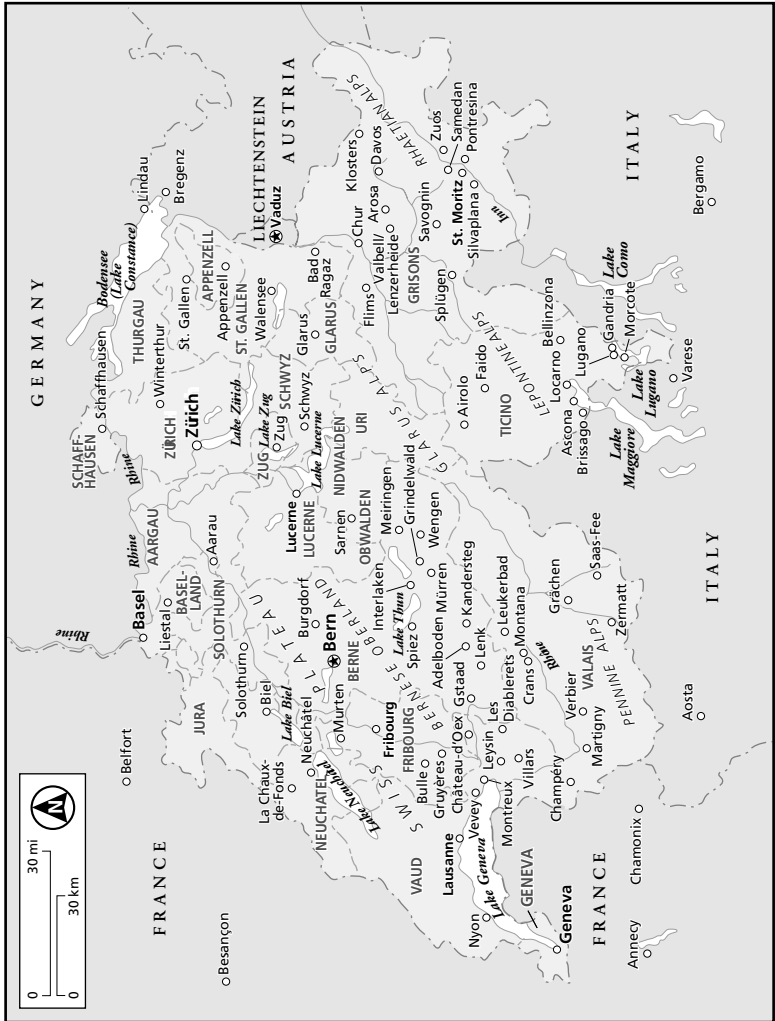 0
30 mi
0
30 km
N
FRANCE
GERMANY
AUSTRIA
LIECHTENSTEIN
Vaduz
ITALY
ITALY
FRANCE
Besançon
Belfort
Rhine
Basel
Rhine
Rhine
SCHAFF-
HAUSEN
Schaffhausen
Bodensee
(Lake
Constance)
Lindau
Bregenz
THURGAU
Winterthur
St. Gallen
APPENZELL
Appenzell
ST. GALLEN
Walensee
ZÜRICH
Zürich
Lake Zürich
AARGAU
Aarau
Liestal
BASEL-
LAND
SOLOTHURN
Solothurn
JURA
Biel
Lake Biel
La Chaux-
de-Fonds
Neuchâtel
NEUCHATEL
Lake Neuchael
Murten
Fribourg
FRIBOURG
SWISS PLATEAU
Burgdorf
Bern
BERNE
BERNESE OBERLAND
Lucerne
LUCERNE
Lake Lucerne
ZUG
Zug
Lake Zug
SCHWYZ
Schwyz
NIDWALDEN
Sarnen
OBWALDEN
URI
Glarus
GLARUS
GLARUS ALPS
Bad
Ragaz
Flims
Chur
Klosters
Davos
Arosa
Valbella/
Lenzerheide
GRISONS
Savognin
Splügen
RHAETIAN ALPS
Zuos
Samedan
Pontresina
St. Moritz
Silvaplana
Inn
Interlaken
Spiez
Lake Thun
Meiringen
Grindelwald
Wengen
Mürren
Kandersteg
Adelboden
Lenk
Leukerbad
Gstaad
Château-d'Oex
Les
Diablerets
Crans
Montana
Rhône
Leysin
Villars
Bulle
Gruyères
Vevey
Montreux
Champéry
VAUD
Lausanne
Lake Geneva
Nyon
GENEVA
Geneva
Verbier
Martigny
VALAIS
PENNINE ALPS
Grächen
Saas-Fee
Zermatt
Airolo
Faido
TICINO
LEPONTINE ALPS
Bellinzona
Locarno
Ascona
Brissago
Lugano
Gandria
Morcote
Lake
Como
Lake
Lugano
Lake
Maggiore
Varese
Bergamo
Aosta
Chamonix
Annecy